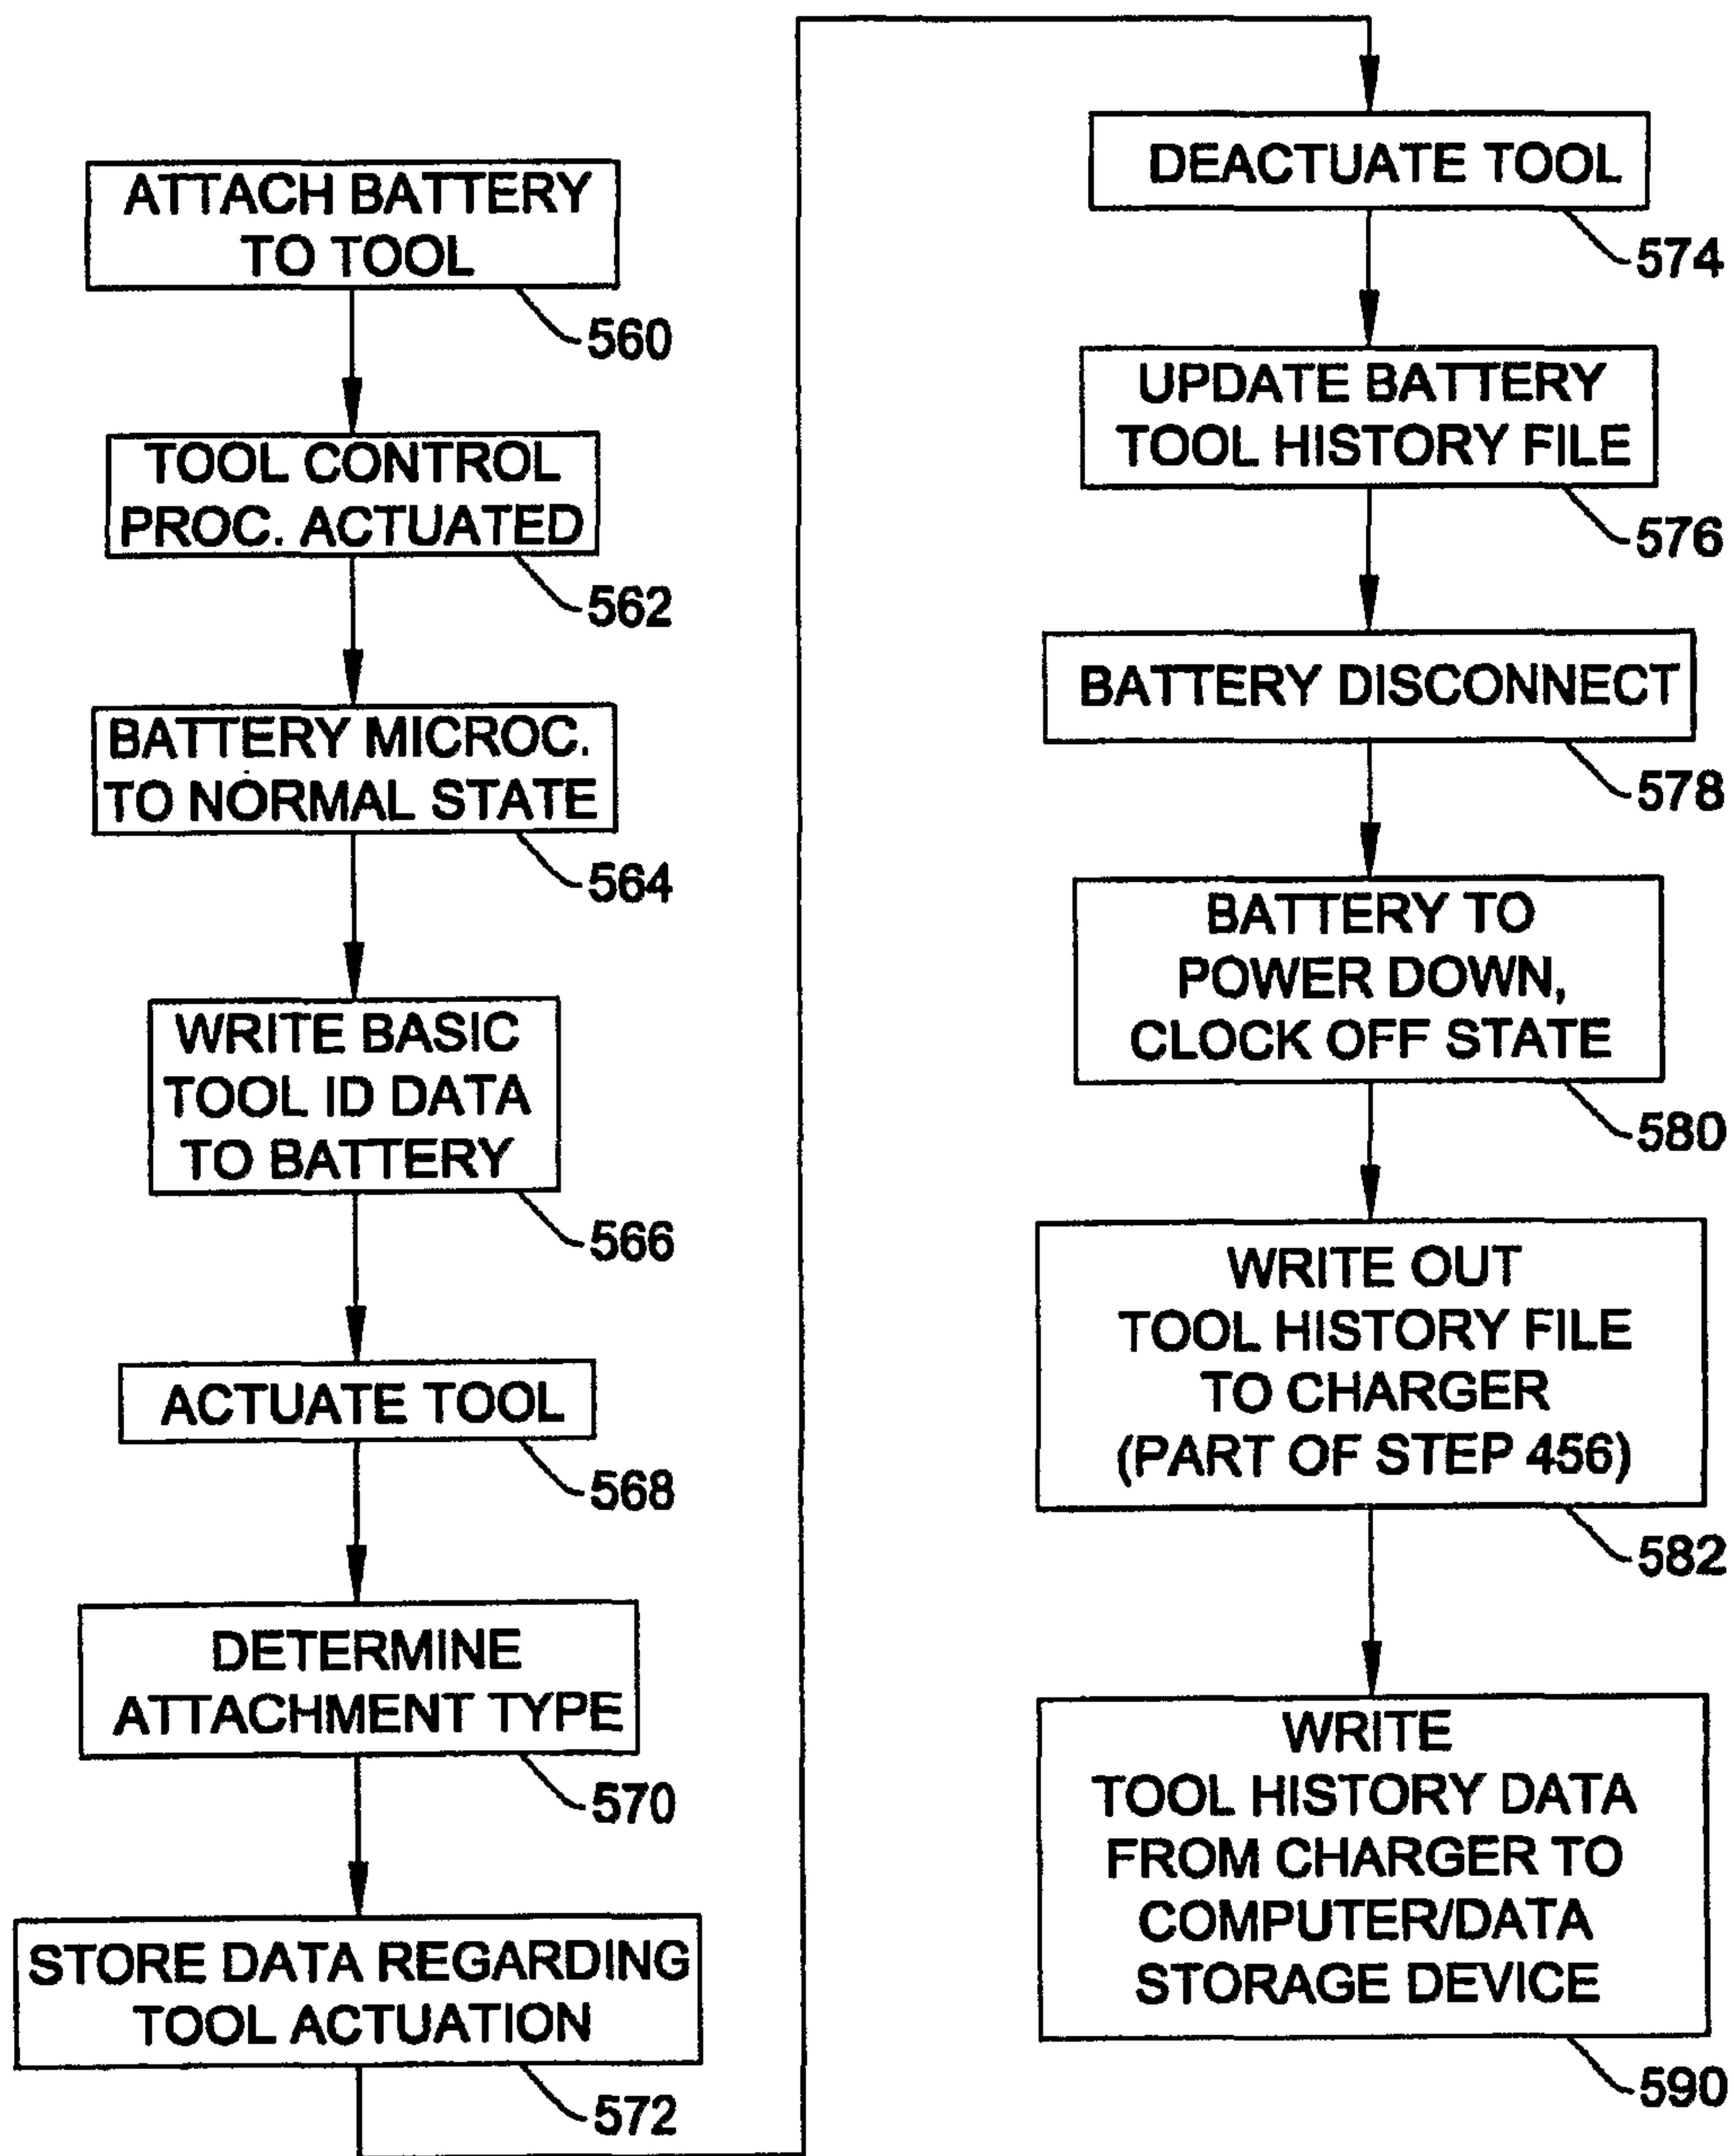 ATTACH BATTERY
TO TOOL
560
TOOL CONTROL
PROC. ACTUATED
562
BATTERY MICROC.
TO NORMAL STATE
564
WRITE BASIC
TOOL ID DATA
TO BATTERY
566
ACTUATE TOOL
568
DETERMINE
ATTACHMENT TYPE
570
STORE DATA REGARDING
TOOL ACTUATION
572
DEACTUATE TOOL
574
UPDATE BATTERY
TOOL HISTORY FILE
576
BATTERY DISCONNECT
578
BATTERY TO
POWER DOWN,
CLOCK OFF STATE
580
WRITE OUT
TOOL HISTORY FILE
TO CHARGER
(PART OF STEP 456)
582
WRITE
TOOL HISTORY DATA
FROM CHARGER TO
COMPUTER/DATA
STORAGE DEVICE
590